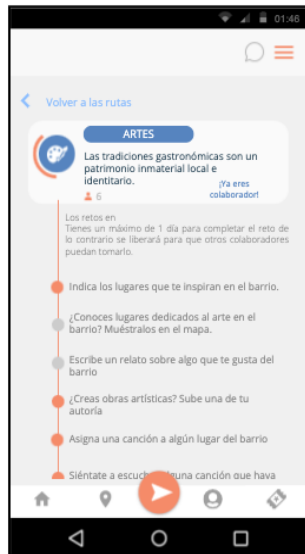 01:46
Volver a las rutas
ARTES
Las tradiciones gastronómicas son un
patrimonio inmaterial local e
identitario.
¡Ya eres
colaborador!
6
Los retos en
Tienes un máximo de 1 día para completar el reto de
lo contrario se liberará para que otros colaboradores
puedan tomarlo.
Indica los lugares que te inspiran en el barrio.
¿Conoces lugares dedicados al arte en el
barrio? Muéstralos en el mapa.
Escribe un relato sobre algo que te gusta del
barrio
¿Creas obras artísticas? Sube una de tu
autoría
Asigna una canción a algún lugar del barrio
Siéntate a escuchar alguna canción que haya